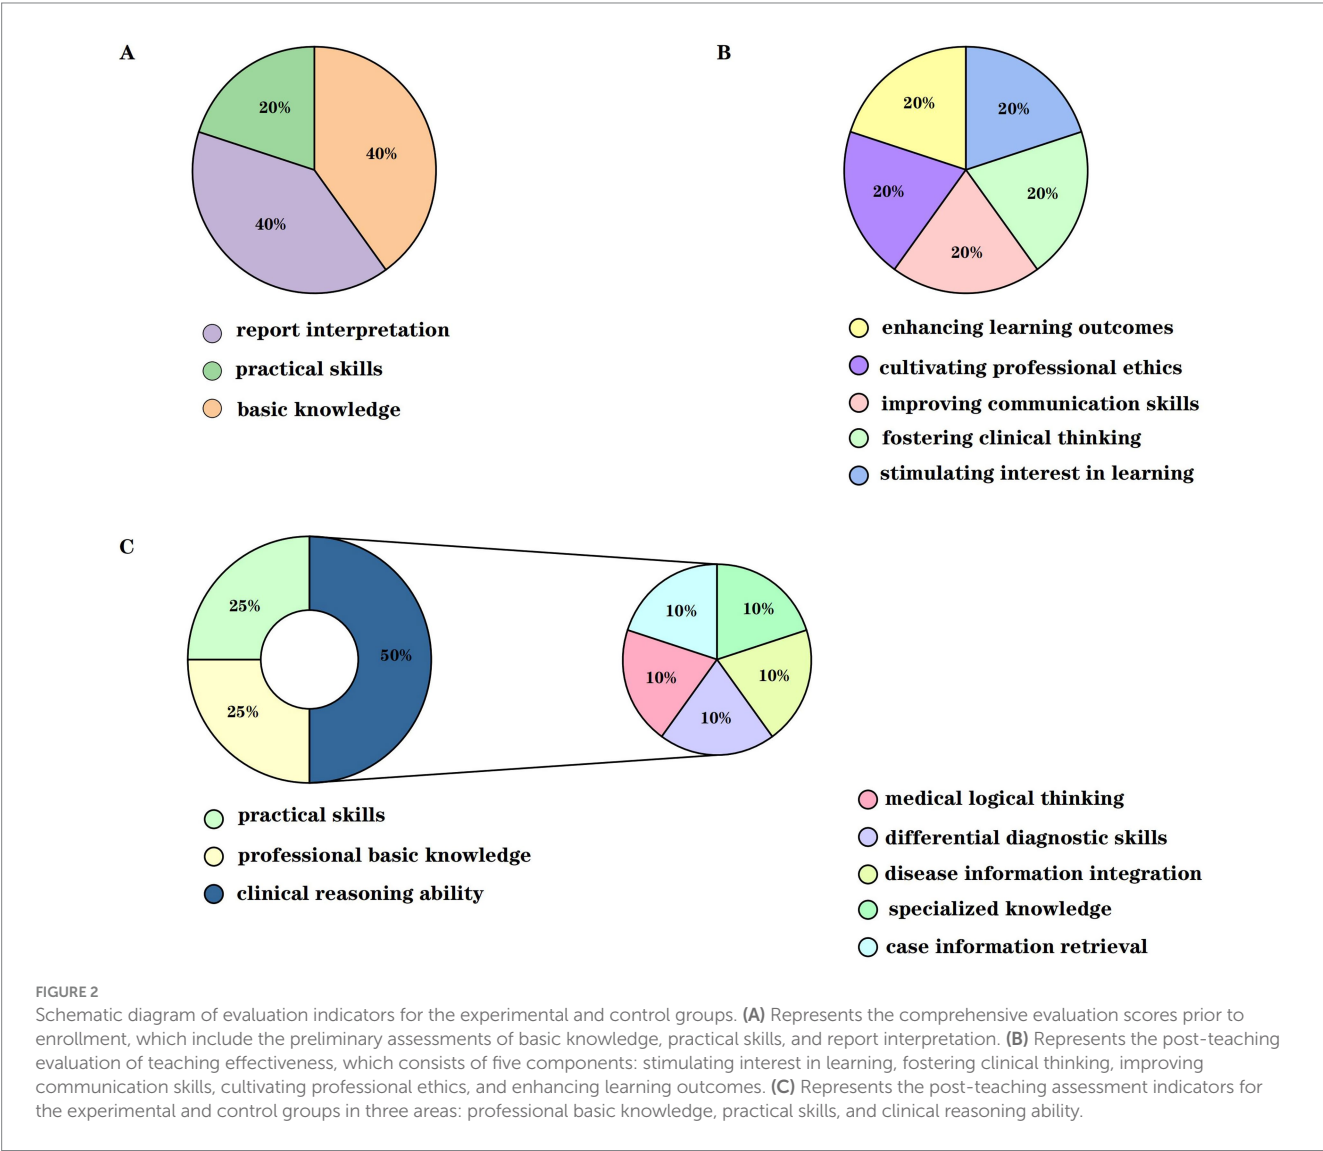 A
20%
40%
40%
report interpretation
practical skills
basic knowledge
B
20%
20%
20%
20%
20%
enhancing learning outcomes
cultivating professional ethics
improving communication skills
fostering clinical thinking
stimulating interest in learning
C
25%
50%
25%
10%
10%
10%
10%
10%
practical skills
professional basic knowledge
clinical reasoning ability
medical logical thinking
differential diagnostic skills
disease information integration
specialized knowledge
case information retrieval
FIGURE 2
Schematic diagram of evaluation indicators for the experimental and control groups. (A) Represents the comprehensive evaluation scores prior to
enrollment, which include the preliminary assessments of basic knowledge, practical skills, and report interpretation. (B) Represents the post-teaching
evaluation of teaching effectiveness, which consists of five components: stimulating interest in learning, fostering clinical thinking, improving
communication skills, cultivating professional ethics, and enhancing learning outcomes. (C) Represents the post-teaching assessment indicators for
the experimental and control groups in three areas: professional basic knowledge, practical skills, and clinical reasoning ability.